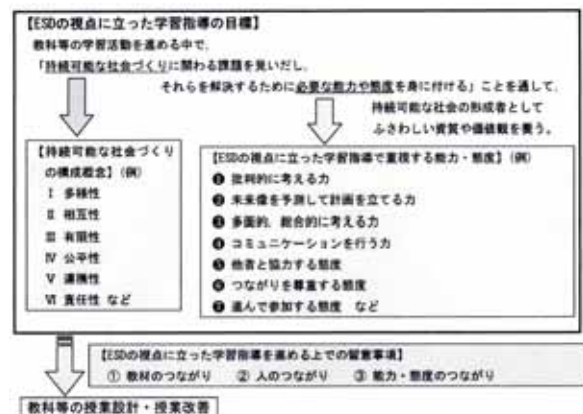 【ESDの視点に立った学習指導の目標】
教科等の学習活動を進める中で、
「持続可能な社会づくりに関わる課題を見いだし、
それらを解決するために必要な能力や態度を身に付ける」ことを通して、
持続可能な社会の形成者として
ふさわしい資質や価値観を養う。
【持続可能な社会づくり
の構成概念】(例)
Ⅰ 多様性
Ⅱ 相互性
Ⅲ 有限性
Ⅳ 公平性
Ⅴ 連携性
Ⅵ 責任性 など
【ESDの視点に立った学習指導で重視する能力・態度】(例)
❶ 批判的に考える力
❷ 未来像を予測して計画を立てる力
❸ 多面的、総合的に考える力
❹ コミュニケーションを行う力
❺ 他者と協力する態度
❻ つながりを尊重する態度
❼ 進んで参加する態度 など
【ESDの視点に立った学習指導を進める上での留意事項】
① 教材のつながり ② 人のつながり ③ 能力・態度のつながり
教科等の授業設計・授業改善